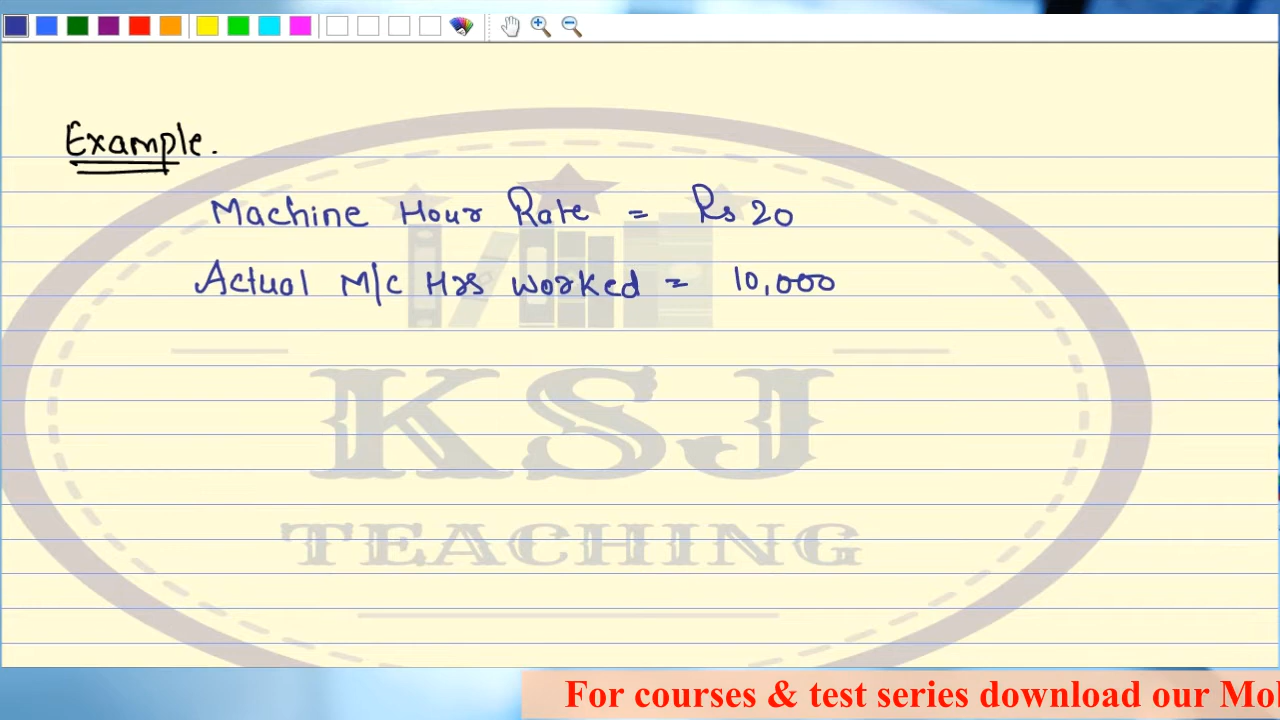 Example.
Machine Hour Rate = Rs 20
Actual M/c Hrs worked = 10,000
KSJ
TEACHING
For courses & test series download our Mo